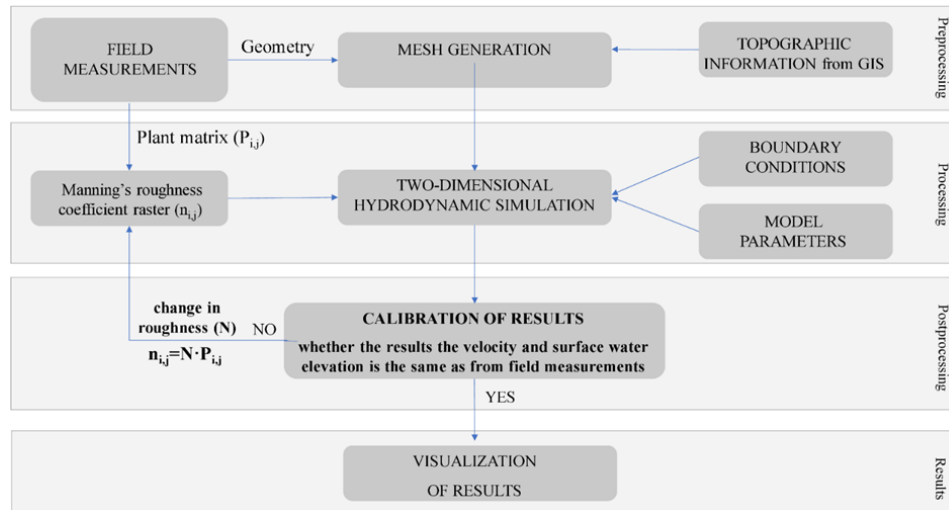 FIELD
MEASUREMENTS
Geometry
MESH GENERATION
TOPOGRAPHIC
INFORMATION from GIS
Preprocessing
Plant matrix (Pi,j)
Manning's roughness
coefficient raster (ni,j)
TWO-DIMENSIONAL
HYDRODYNAMIC SIMULATION
BOUNDARY
CONDITIONS
MODEL
PARAMETERS
Processing
change in
roughness (N)
NO
ni,j=N·Pi,j
CALIBRATION OF RESULTS
whether the results the velocity and surface water
elevation is the same as from field measurements
Postprocessing
YES
VISUALIZATION
OF RESULTS
Results